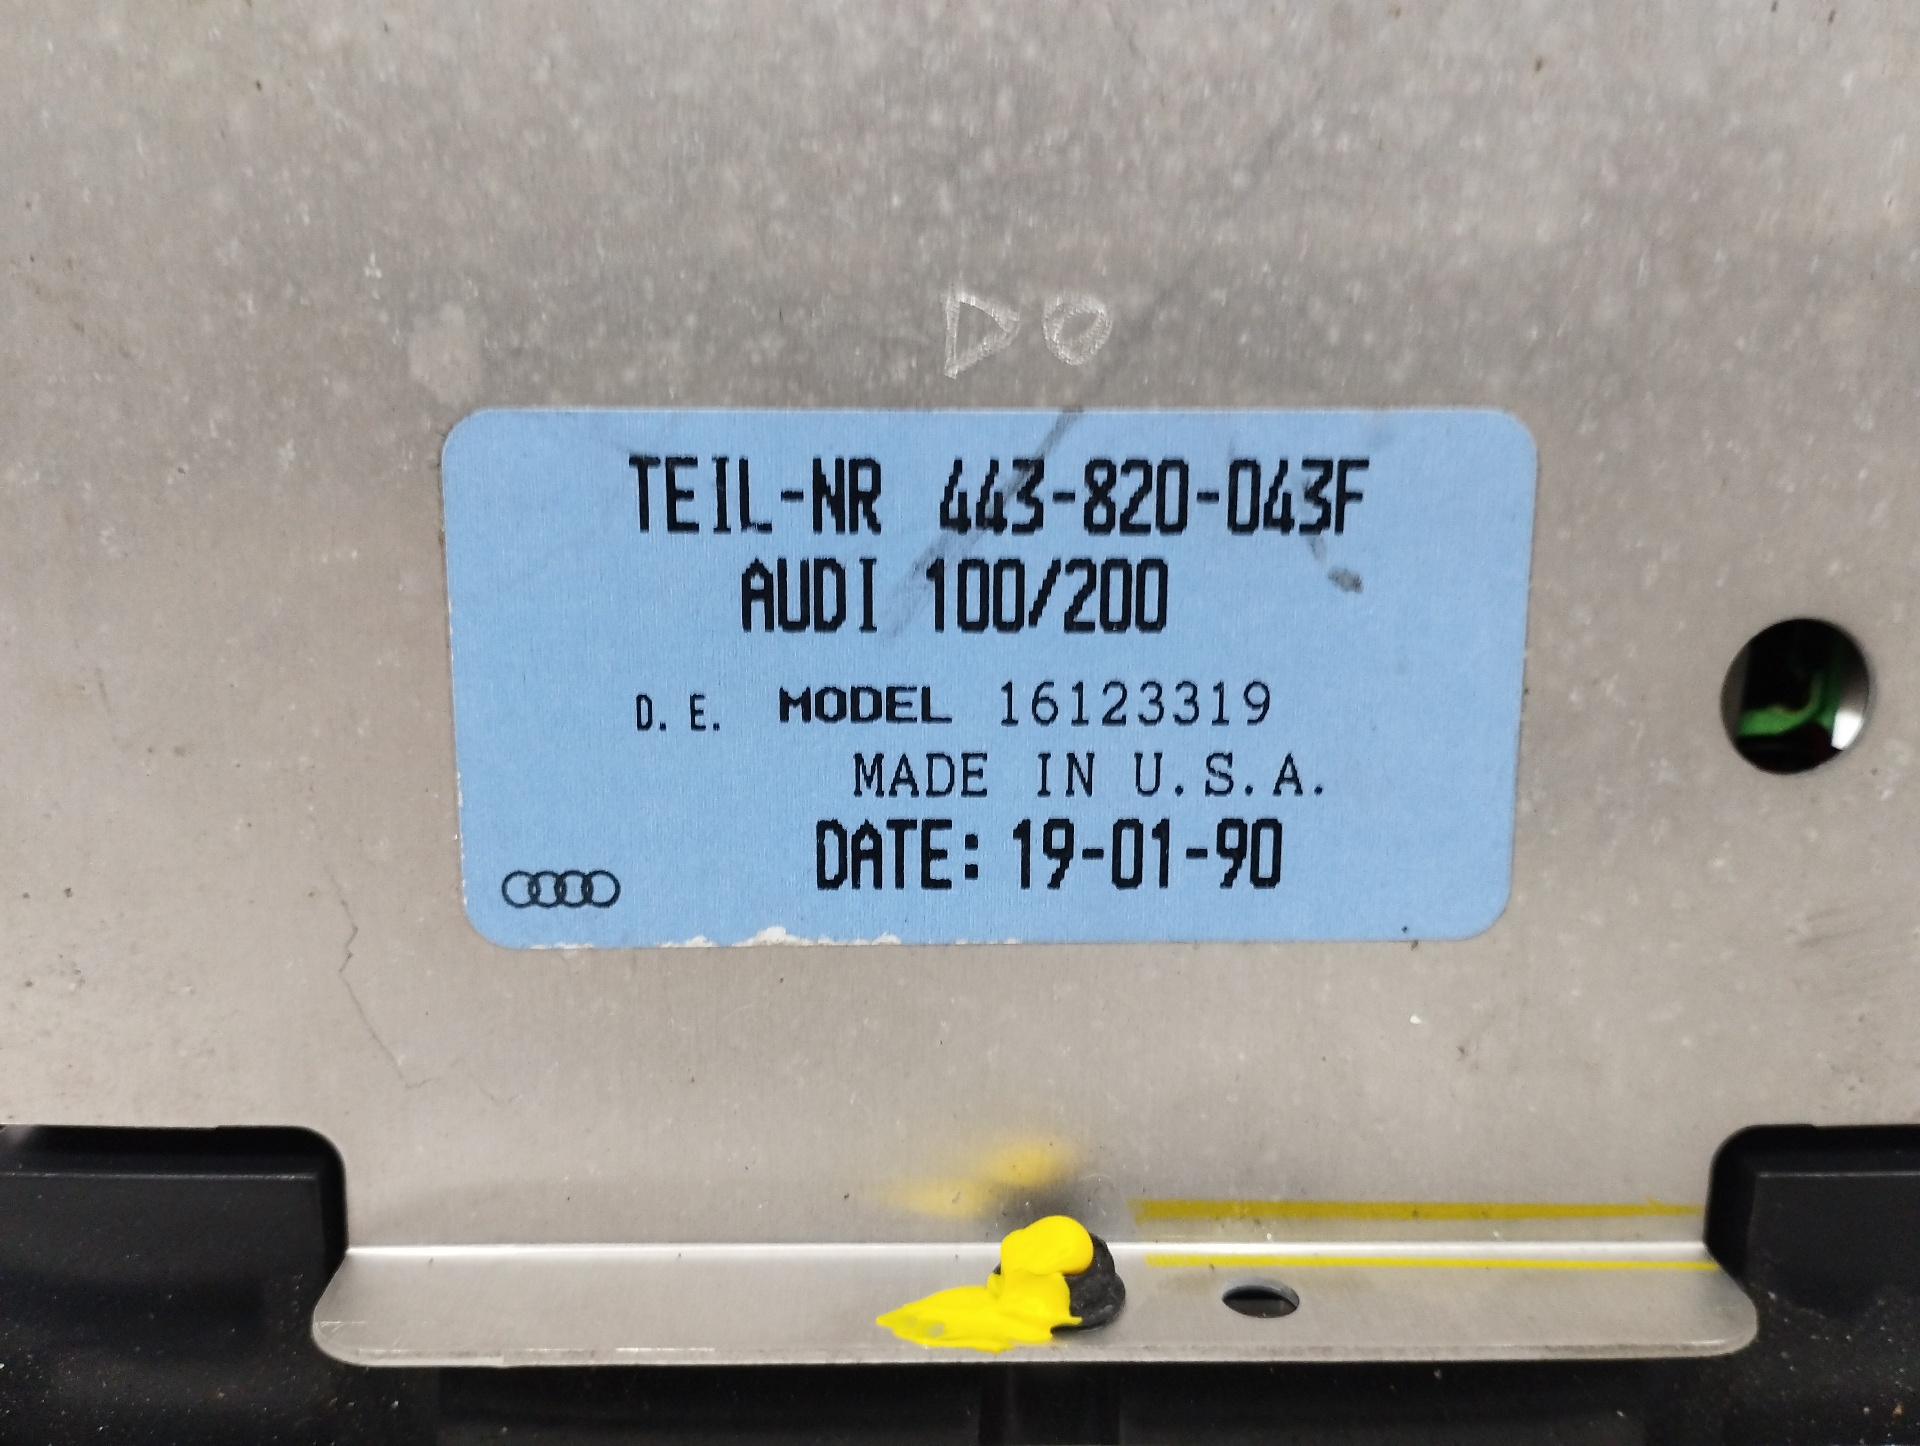 DO
TEIL-NR 443-820-043F
AUDI 100/200
D. E. MODEL 16123319
MADE IN U.S.A.
DATE: 19-01-90